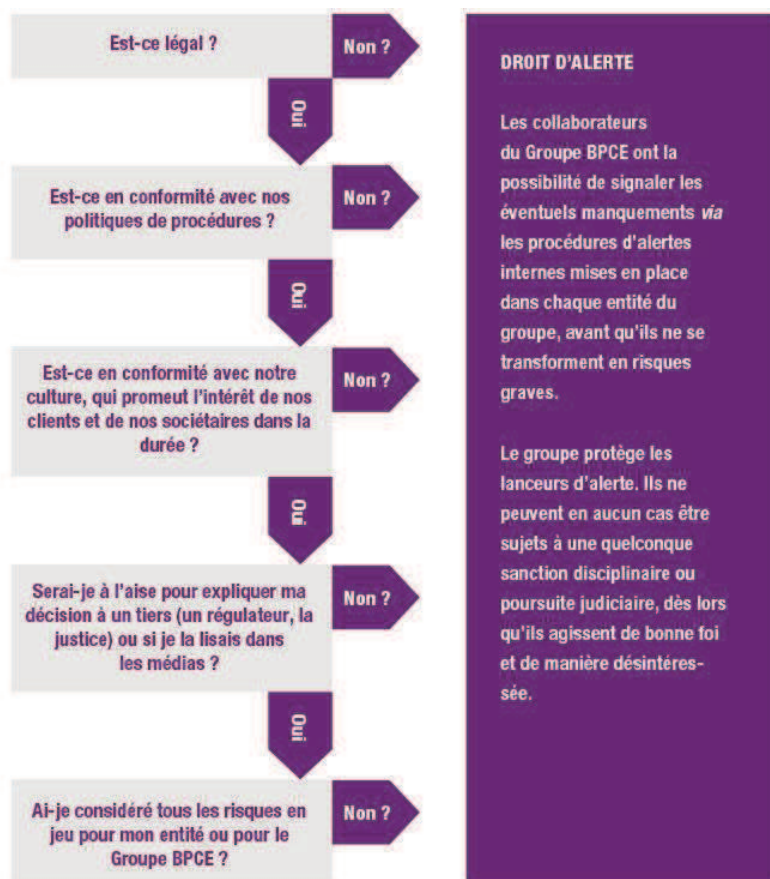 Est-ce légal ?
Non ?
Oui
Est-ce en conformité avec nos
politiques de procédures ?
Non ?
Oui
Est-ce en conformité avec notre
culture, qui promeut l'intérêt de nos
clients et de nos sociétaires dans la
durée ?
Non ?
Oui
Serai-je à l'aise pour expliquer ma
décision à un tiers (un régulateur, la
justice) ou si je la lisais dans
les médias ?
Non ?
Oui
Ai-je considéré tous les risques en
jeu pour mon entité ou pour le
Groupe BPCE ?
Non ?
DROIT D'ALERTE
Les collaborateurs
du Groupe BPCE ont la
possibilité de signaler les
éventuels manquements via
les procédures d'alertes
internes mises en place
dans chaque entité du
groupe, avant qu'ils ne se
transforment en risques
graves.
Le groupe protège les
lanceurs d'alerte. Ils ne
peuvent en aucun cas être
sujets à une quelconque
sanction disciplinaire ou
poursuite judiciaire, dès lors
qu'ils agissent de bonne foi
et de manière désintéres-
sée.